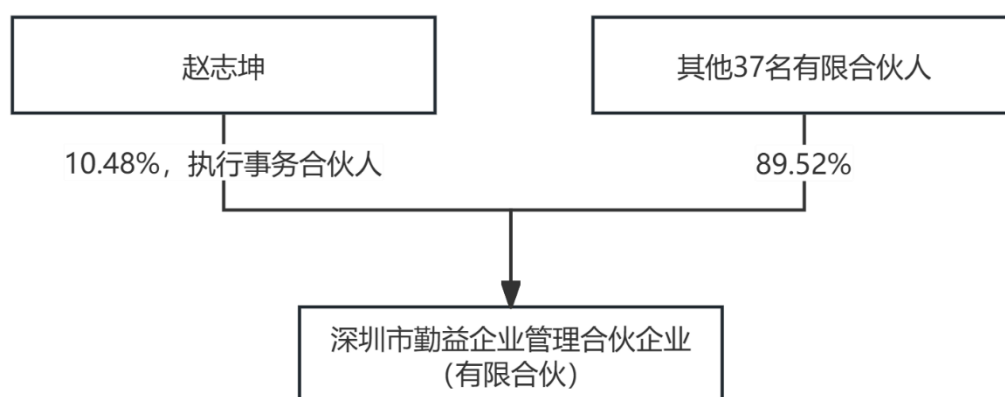 赵志坤
其他37名有限合伙人
10.48%，执行事务合伙人
89.52%
深圳市勤益企业管理合伙企业
（有限合伙）